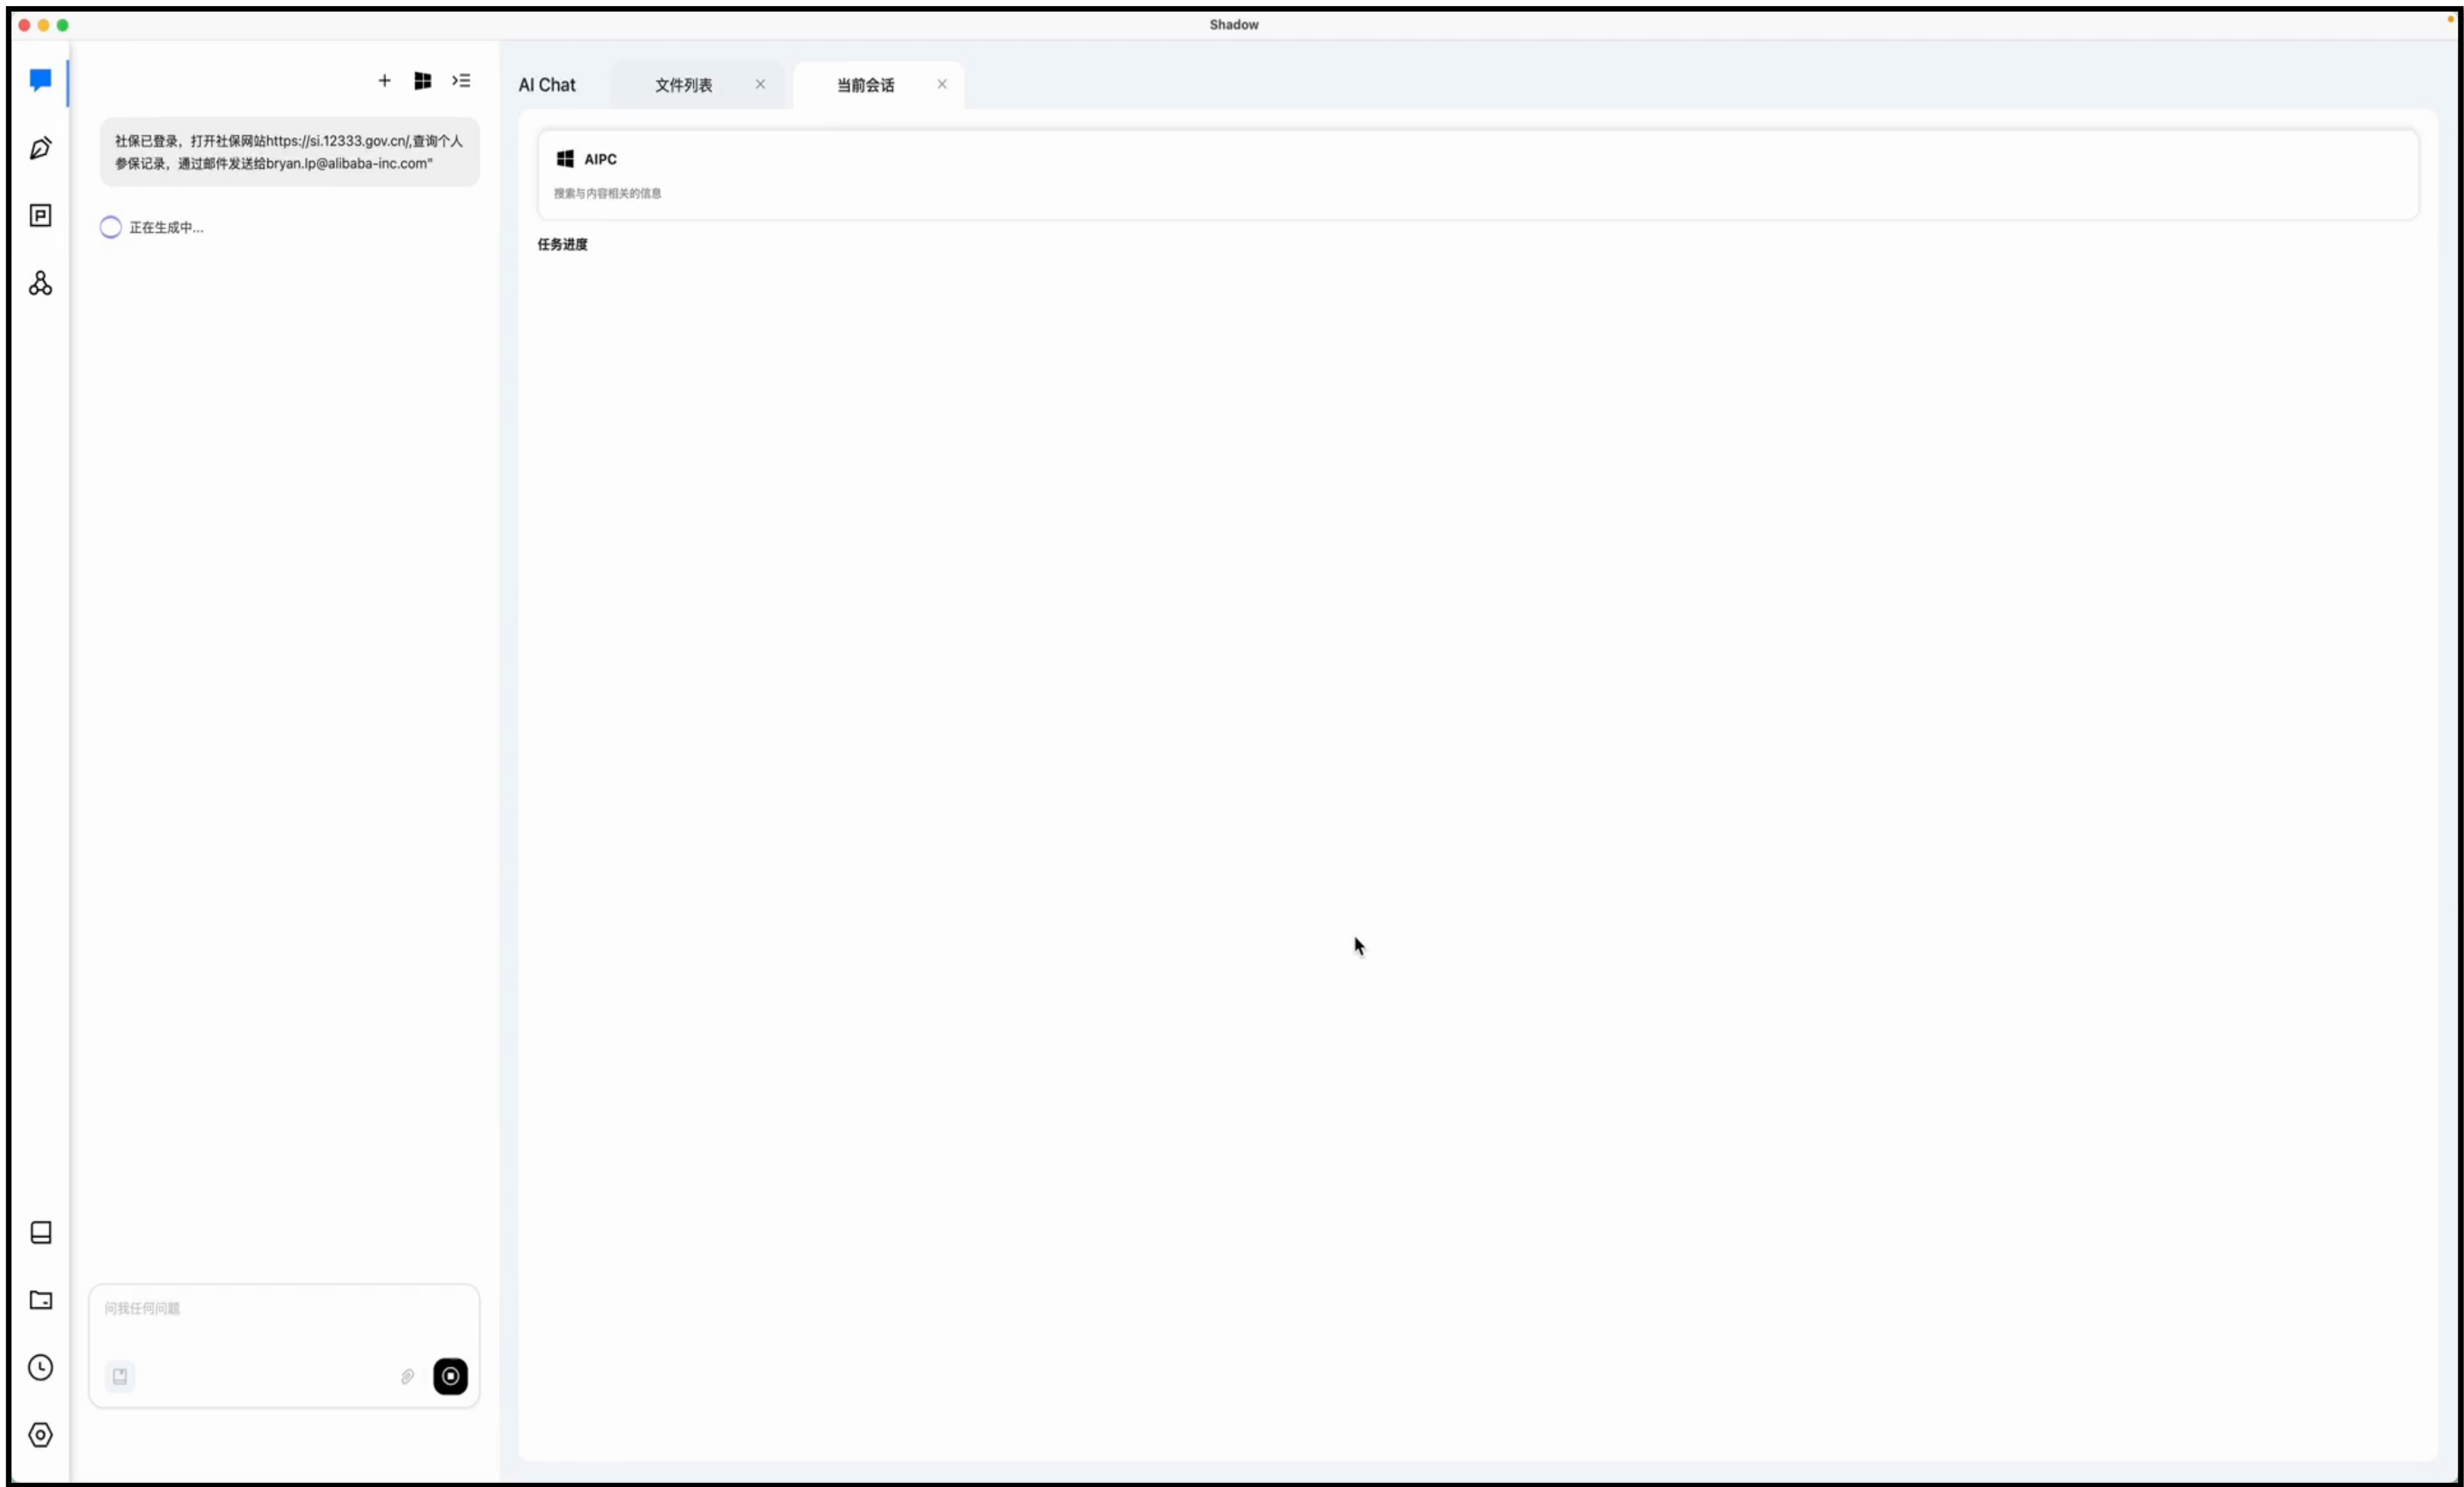 Shadow
社保已登录，打开社保网站https://si.12333.gov.cn/,查询个人
参保记录，通过邮件发送给bryan.lp@alibaba-inc.com"
正在生成中...
问我任何问题
AI Chat
文件列表
当前会话
AIPC
搜索与内容相关的信息
任务进度